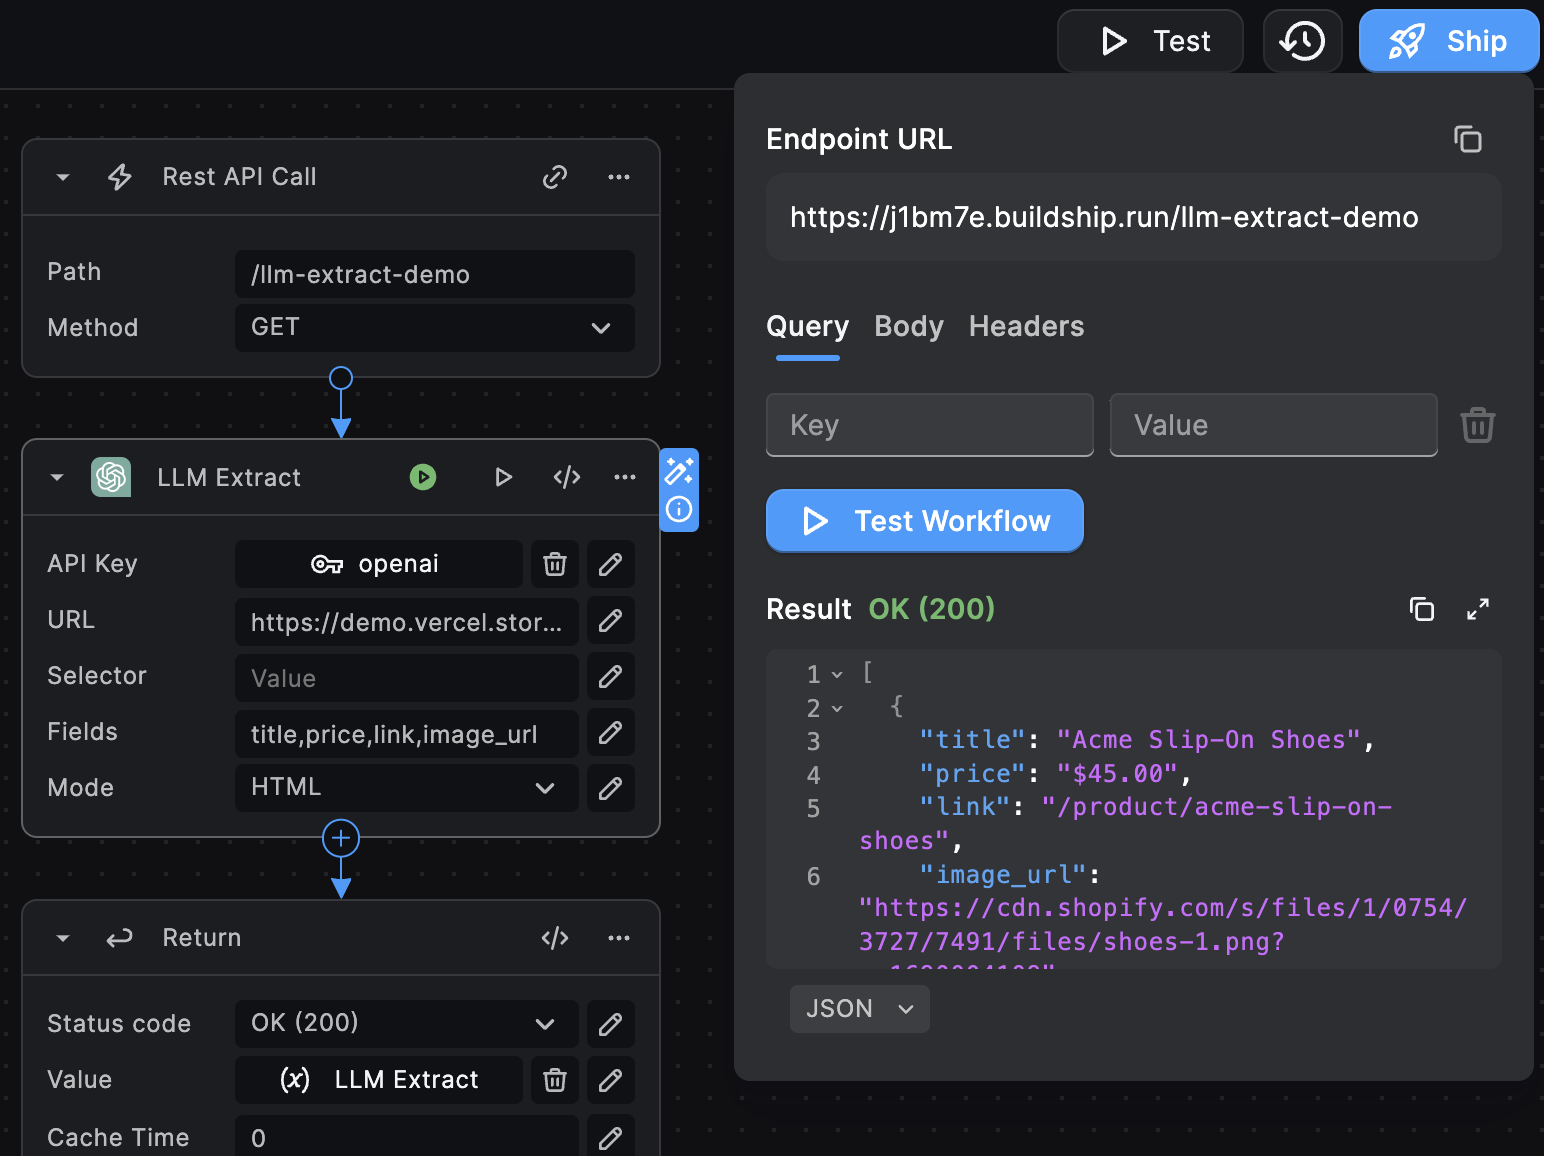 Test
Ship
Rest API Call
Path
/llm-extract-demo
Method
GET
LLM Extract
API Key
openai
URL
https://demo.vercel.stor...
Selector
Value
Fields
title,price,link,image_url
Mode
HTML
Return
Status code
OK (200)
Value
(x) LLM Extract
Cache Time
0
Endpoint URL
https://j1bm7e.buildship.run/llm-extract-demo
Query Body Headers
Key
Value
Test Workflow
Result OK (200)
1 [
2 {
3 "title": "Acme Slip-On Shoes",
4 "price": "$45.00",
5 "link": "/product/acme-slip-on-
shoes",
6 "image_url":
"https://cdn.shopify.com/s/files/1/0754/
3727/7491/files/shoes-1.png?
JSON